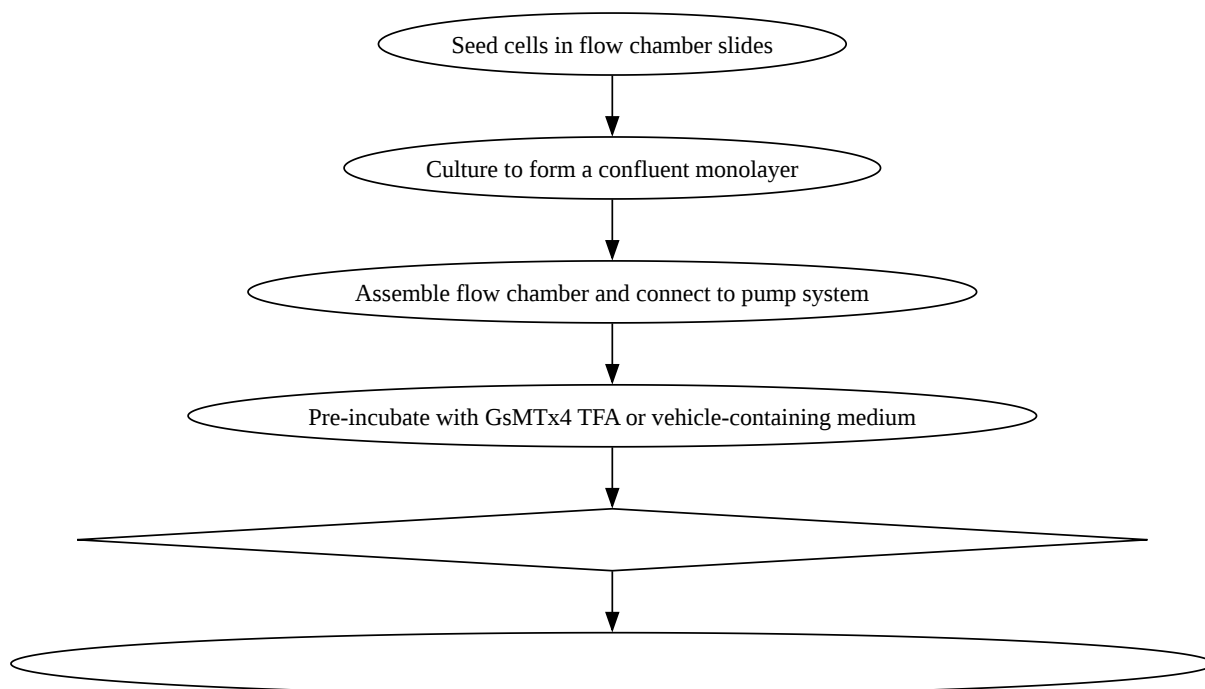 Seed cells in flow chamber slides
Culture to form a confluent monolayer
Assemble flow chamber and connect to pump system
Pre-incubate with GsMTx4 TFA or vehicle-containing medium